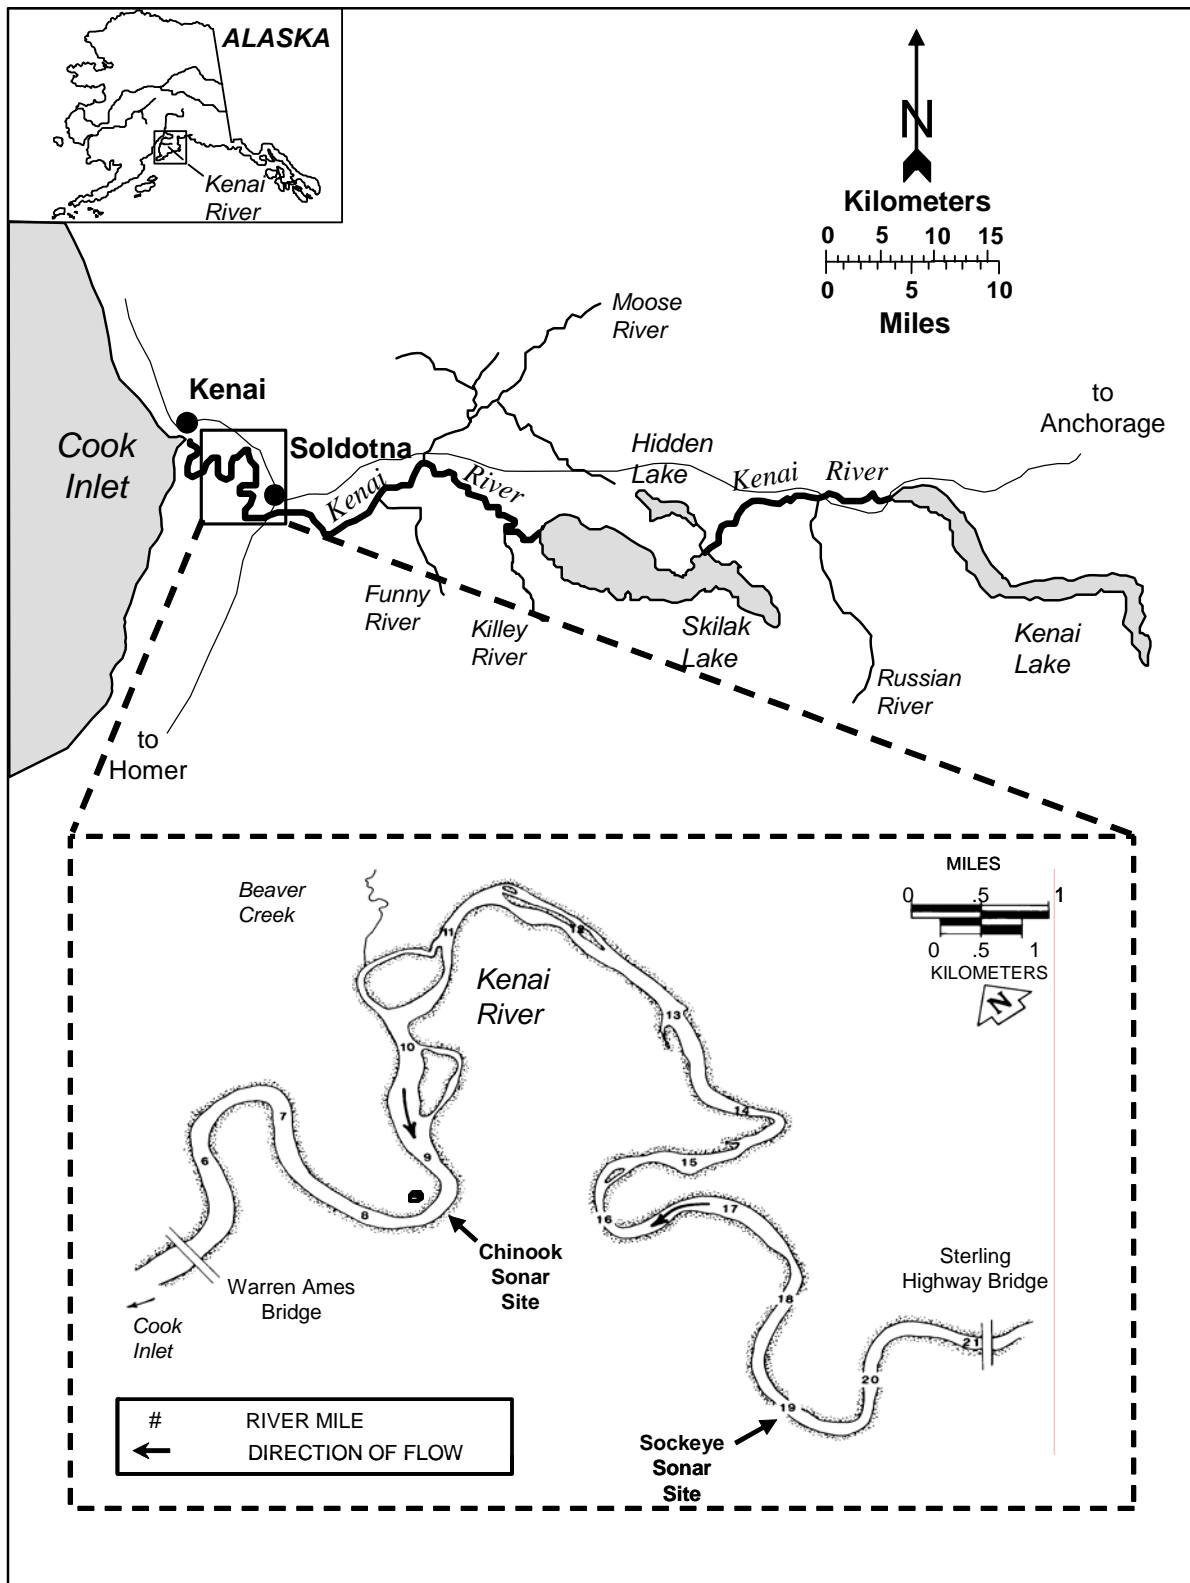 ALASKA
Kenai
River
N
Kilometers
0 5 10 15
0 5 10
Miles
Moose
River
Kenai
Cook
Inlet
Soldotna
Hidden
Lake
to
Anchorage
Kenai River
Kenai River
Funny
River
Killey
River
Skilak
Lake
Kenai
Lake
Russian
River
to
Homer
Beaver
Creek
MILES
0 .5 1
0 .5 1
KILOMETERS
N
Kenai
River
11
12
13
10
14
9
15
7
6
8
16
17
Chinook
Sonar
Site
Warren Ames
Bridge
Sterling
Highway Bridge
Cook
Inlet
18
21
20
19
Sockeye
Sonar
Site
# RIVER MILE
DIRECTION OF FLOW